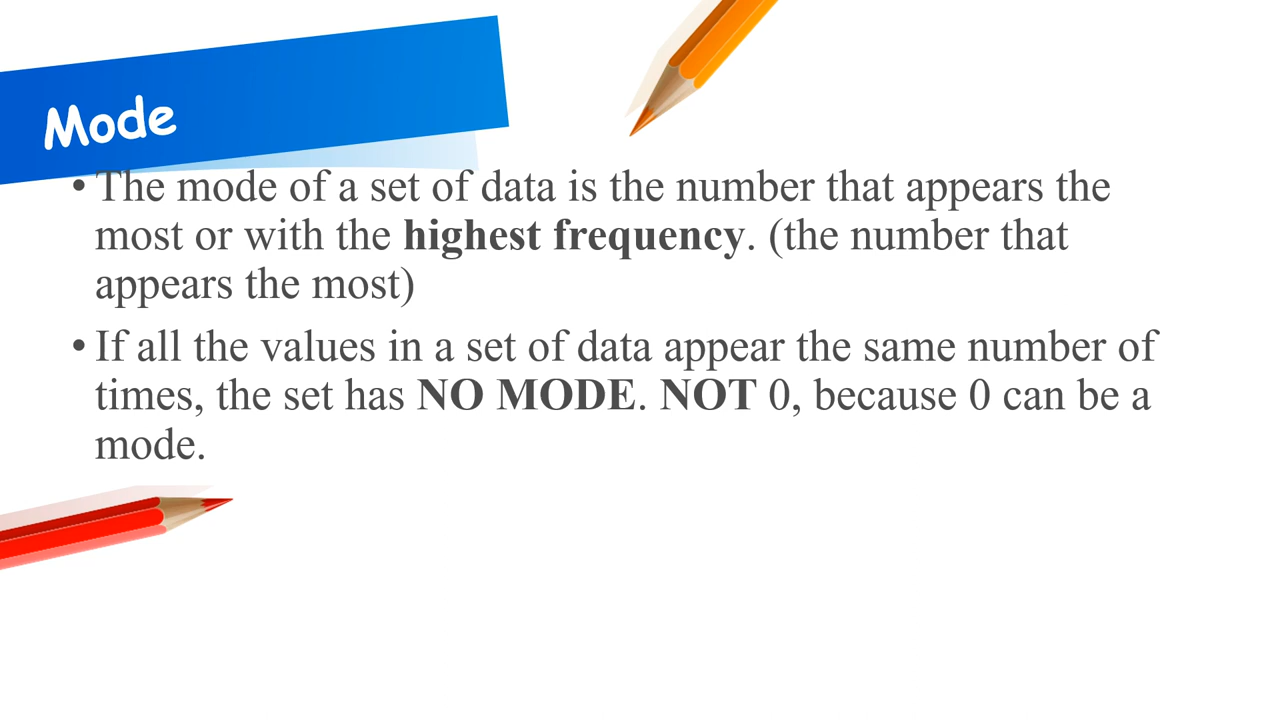 Mode
• The mode of a set of data is the number that appears the
most or with the highest frequency. (the number that
appears the most)
• If all the values in a set of data appear the same number of
times, the set has NO MODE. NOT 0, because 0 can be a
mode.